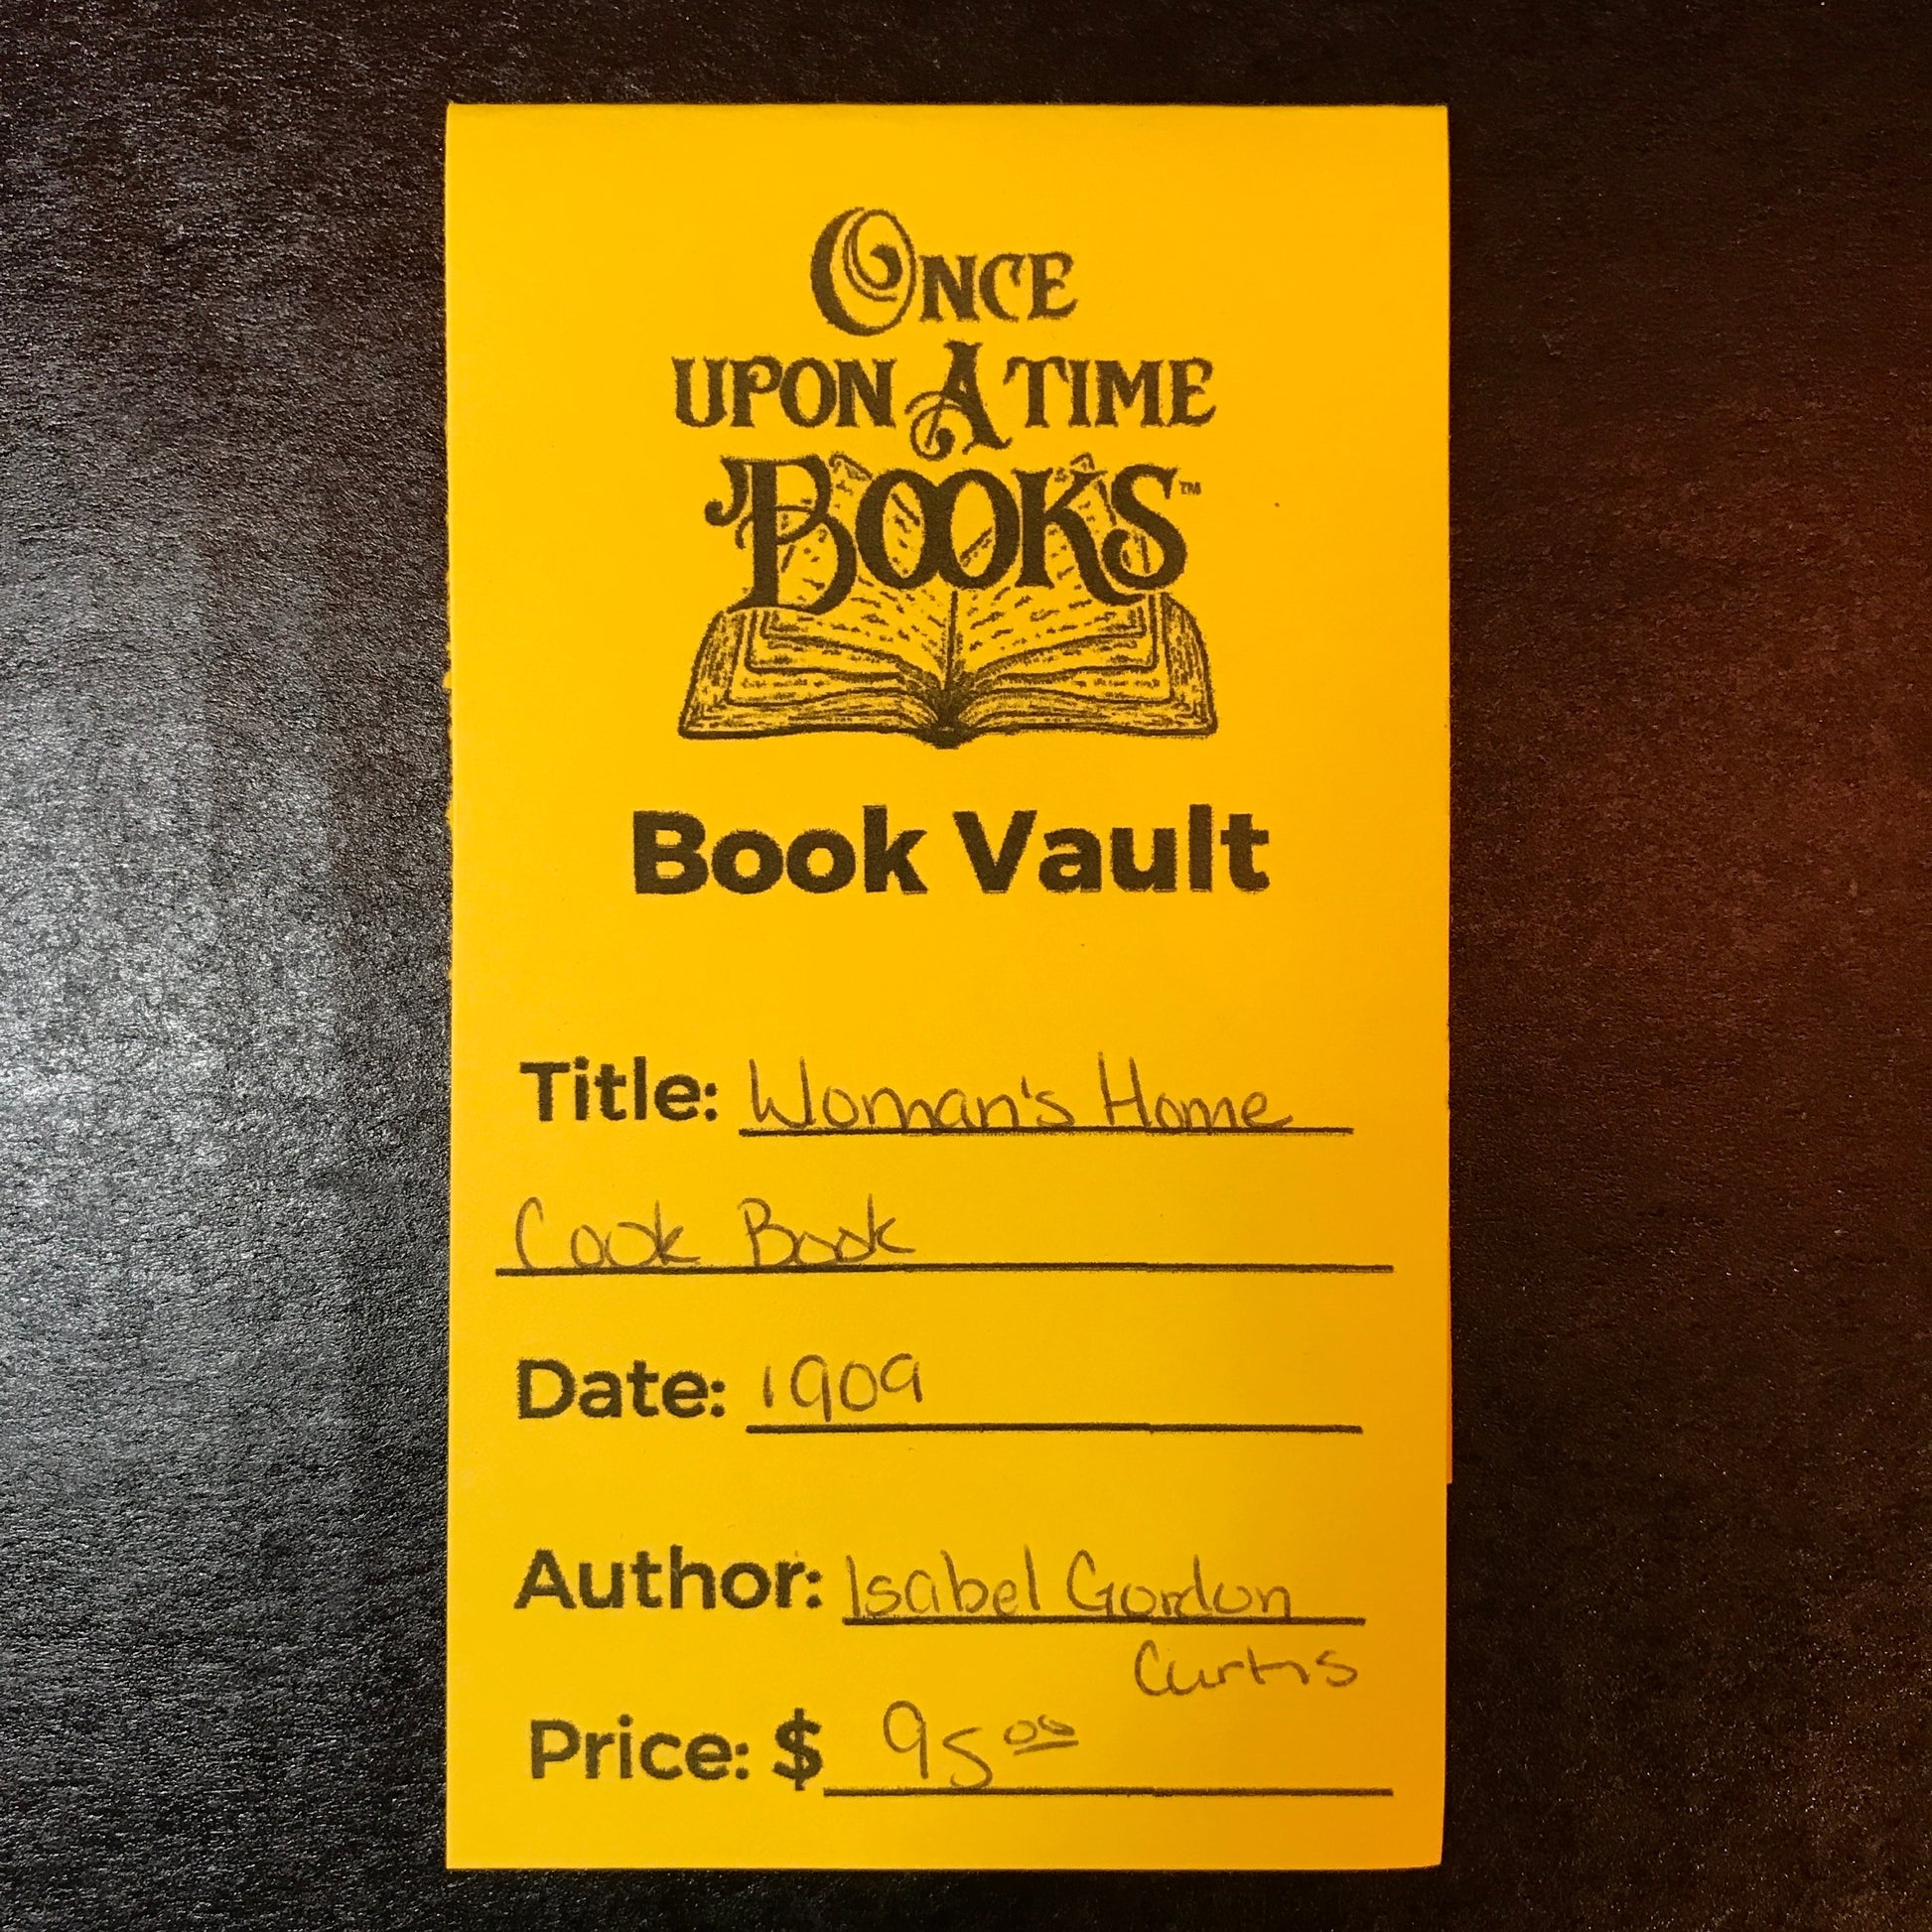 ONCE
UPON A TIME
BOOKS™
Book Vault
Title: Woman's Home
Cook Book
Date: 1909
Author: Isabel Gordon
Curtis
Price: $ 95.00